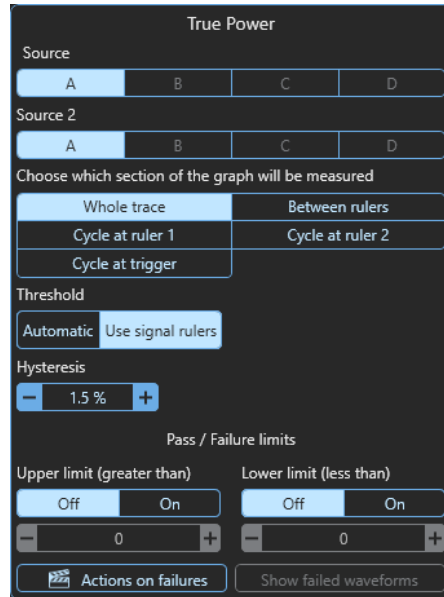 True Power
Source
A B C D
Source 2
A B C D
Choose which section of the graph will be measured
Whole trace Between rulers
Cycle at ruler 1 Cycle at ruler 2
Cycle at trigger
Threshold
Automatic Use signal rulers
Hysteresis
− 1.5 % +
Pass / Failure limits
Upper limit (greater than) Lower limit (less than)
Off On Off On
− 0 + − 0 +
Actions on failures Show failed waveforms